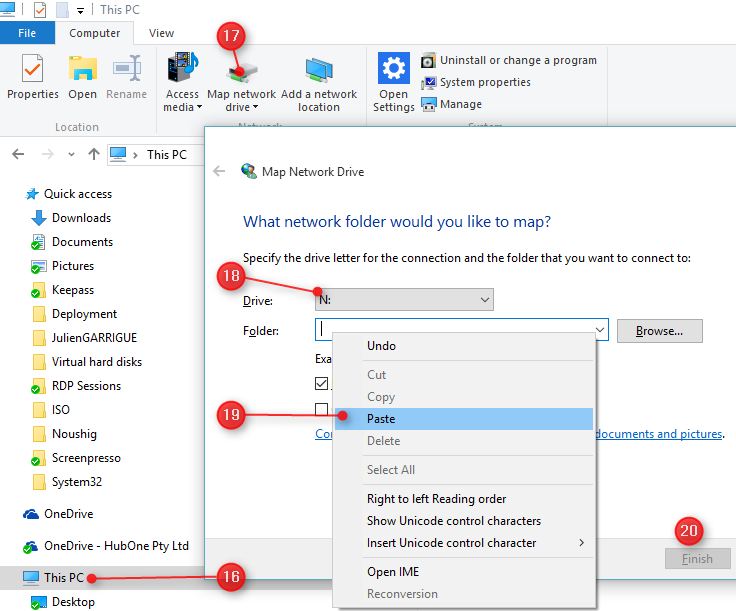 This PC
File
Computer
View
17
Properties
Open
Rename
Access media
Map network drive
Add a network location
Open Settings
Uninstall or change a program
System properties
Manage
Location
Network
System
This PC
Quick access
Downloads
Documents
Pictures
Keepass
Deployment
JulienGARRIGUE
Virtual hard disks
RDP Sessions
ISO
Noushig
Screenpresso
System32
OneDrive
OneDrive - HubOne Pty Ltd
This PC
16
Desktop
Map Network Drive
What network folder would you like to map?
Specify the drive letter for the connection and the folder that you want to connect to:
18
Drive:
N:
Folder:
Browse...
Exa
Undo
Cut
Copy
19
Paste
Delete
Co
documents and pictures.
Select All
Right to left Reading order
Show Unicode control characters
Insert Unicode control character
Open IME
Reconversion
20
Finish